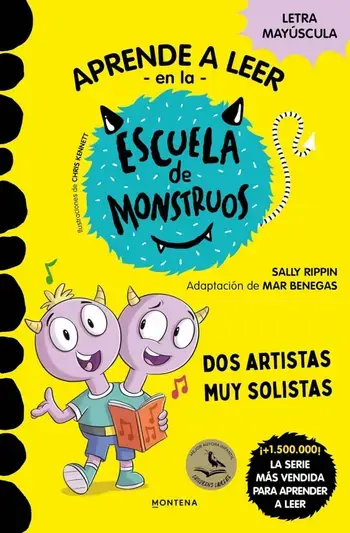 LETRA
MAYÚSCULA
APRENDE A LEER
- en la -
ESCUELA
de
MONSTRUOS
Ilustraciones de CHRIS KENNETT
SALLY RIPPIN
Adaptación de MAR BENEGAS
DOS ARTISTAS
MUY SOLISTAS
¡+1.500.000!
LA SERIE
MÁS VENDIDA
PARA APRENDER
A LEER
MONTENA